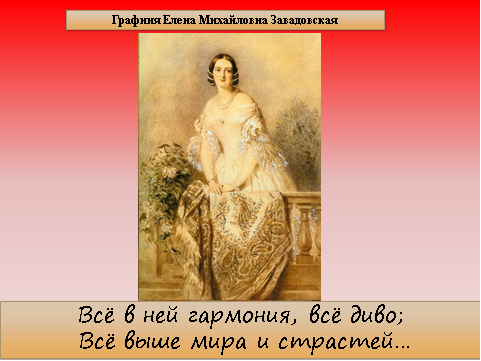 Графиня Елена Михайловна Завадовская
Всё в ней гармония, всё диво;
Всё выше мира и страстей...